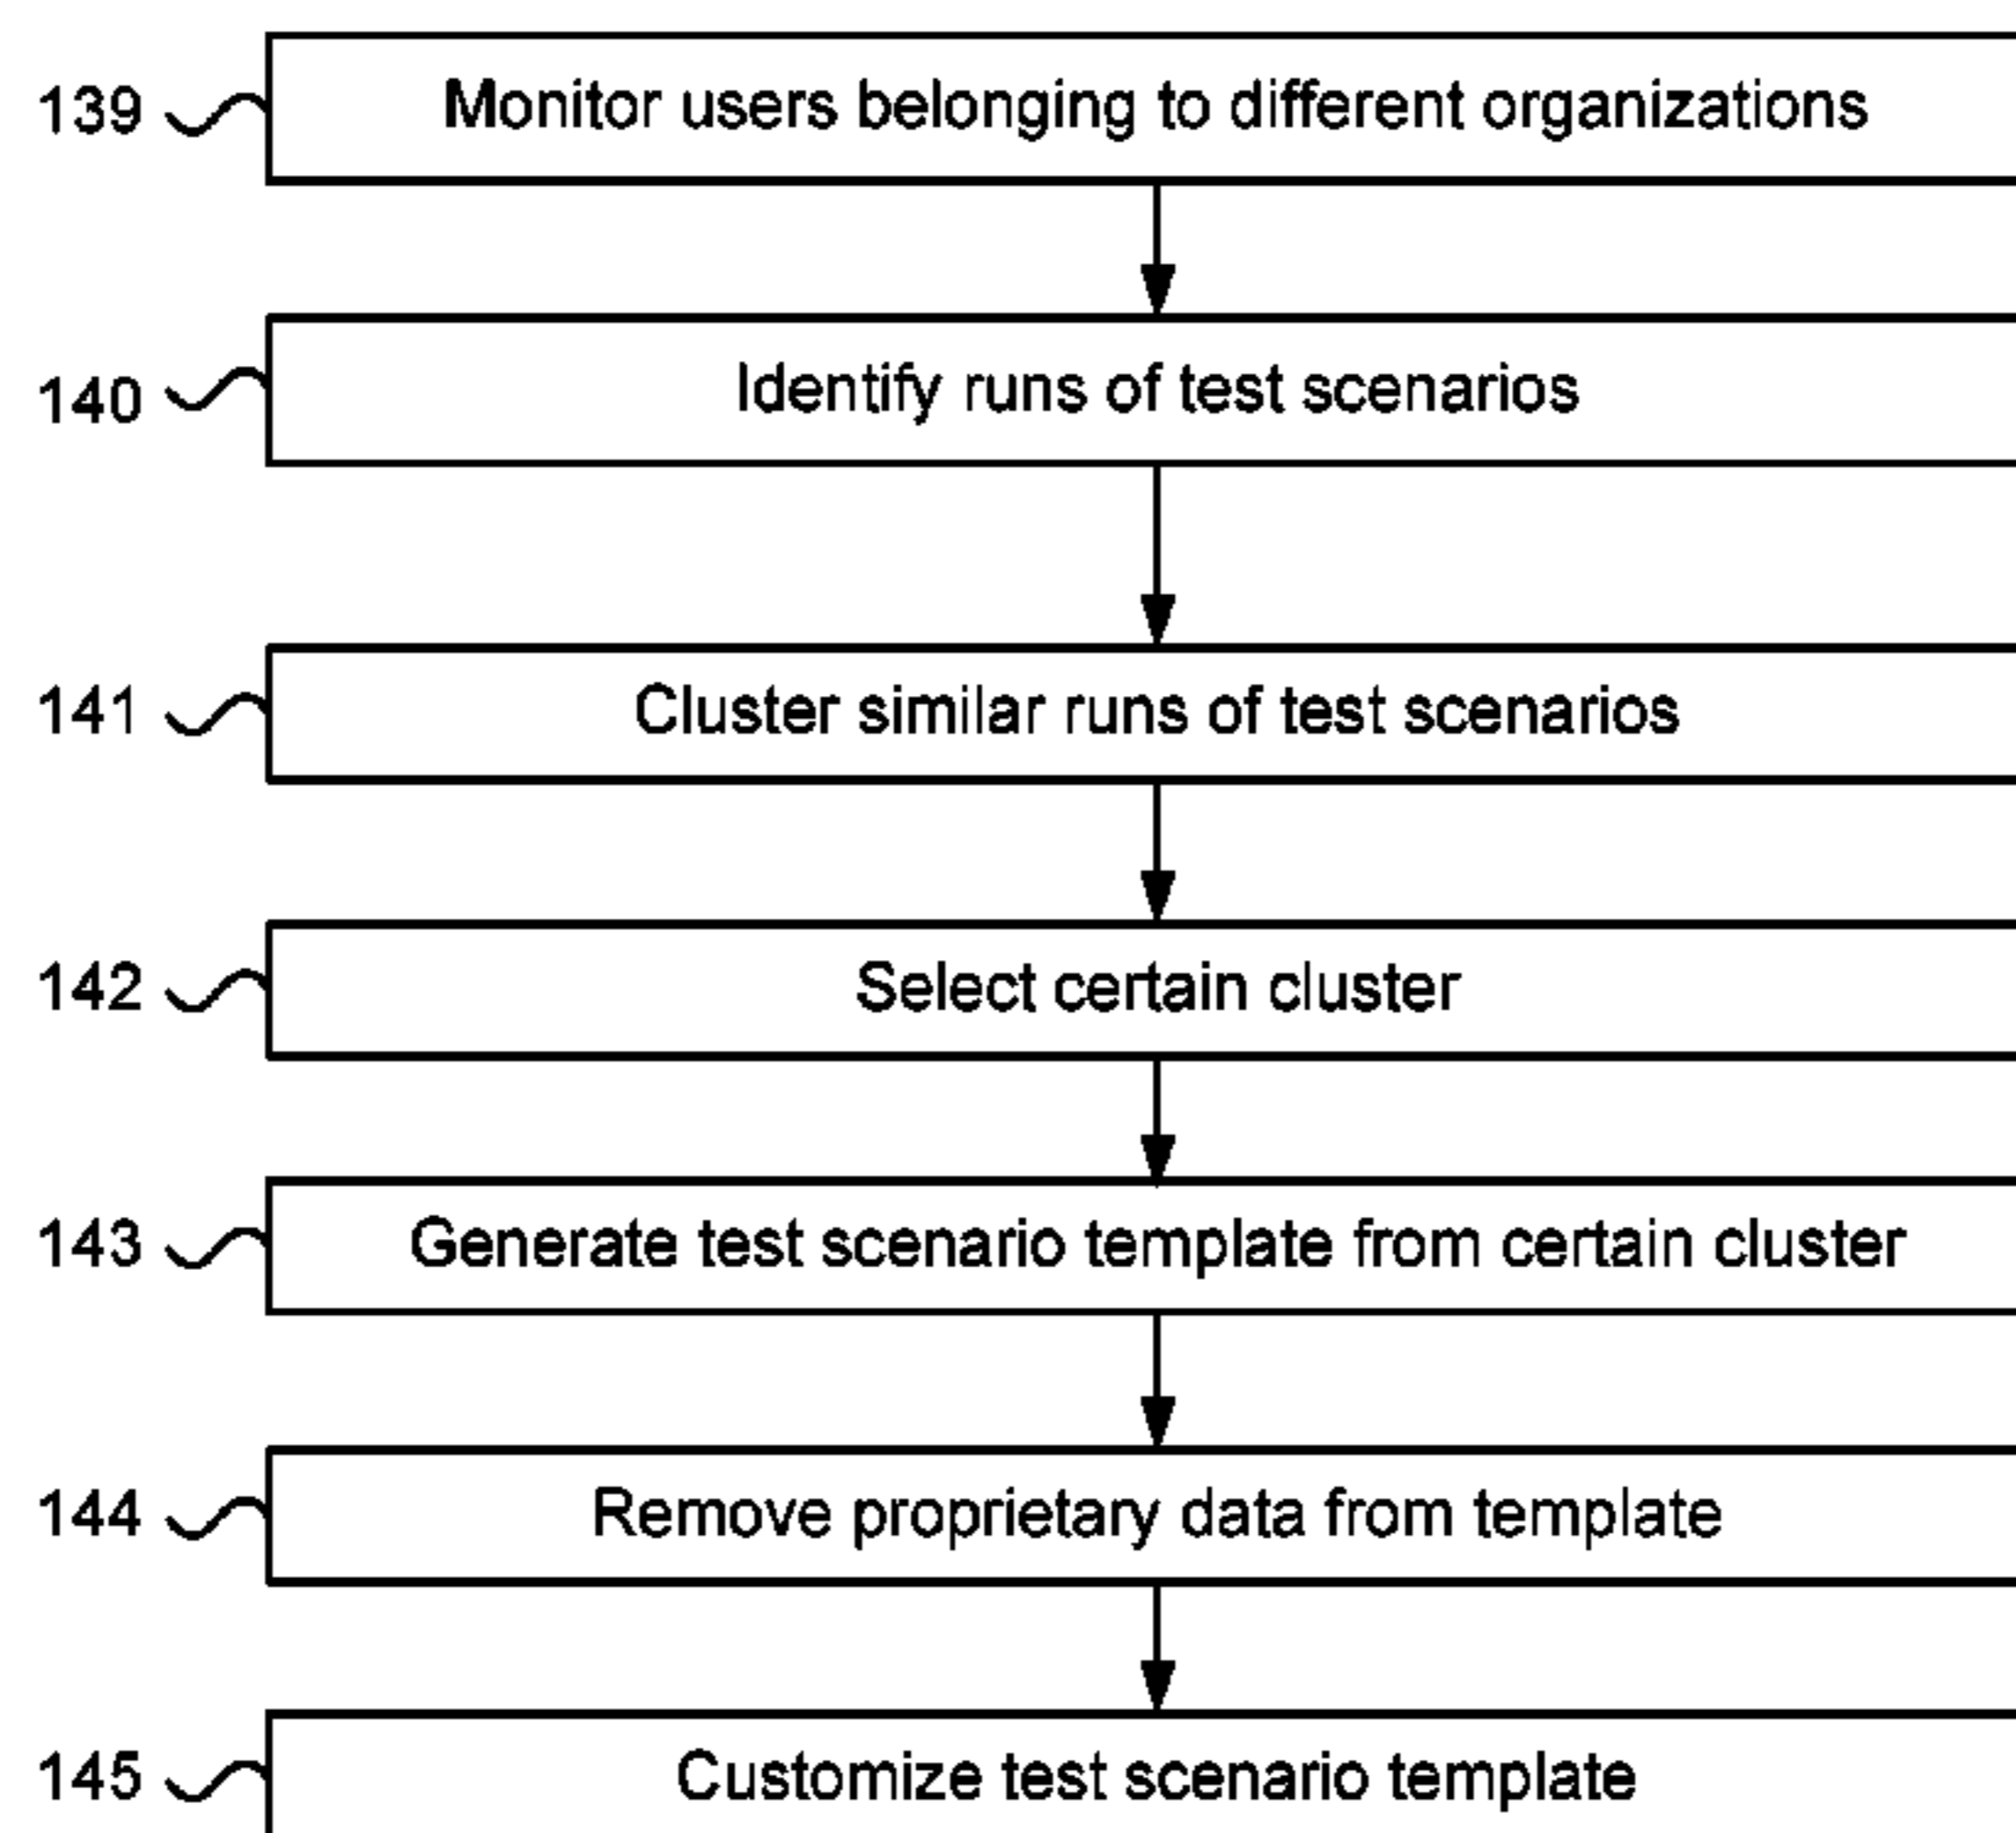 139 Monitor users belonging to different organizations
140 Identify runs of test scenarios
141 Cluster similar runs of test scenarios
142 Select certain cluster
143 Generate test scenario template from certain cluster
144 Remove proprietary data from template
145 Customize test scenario template